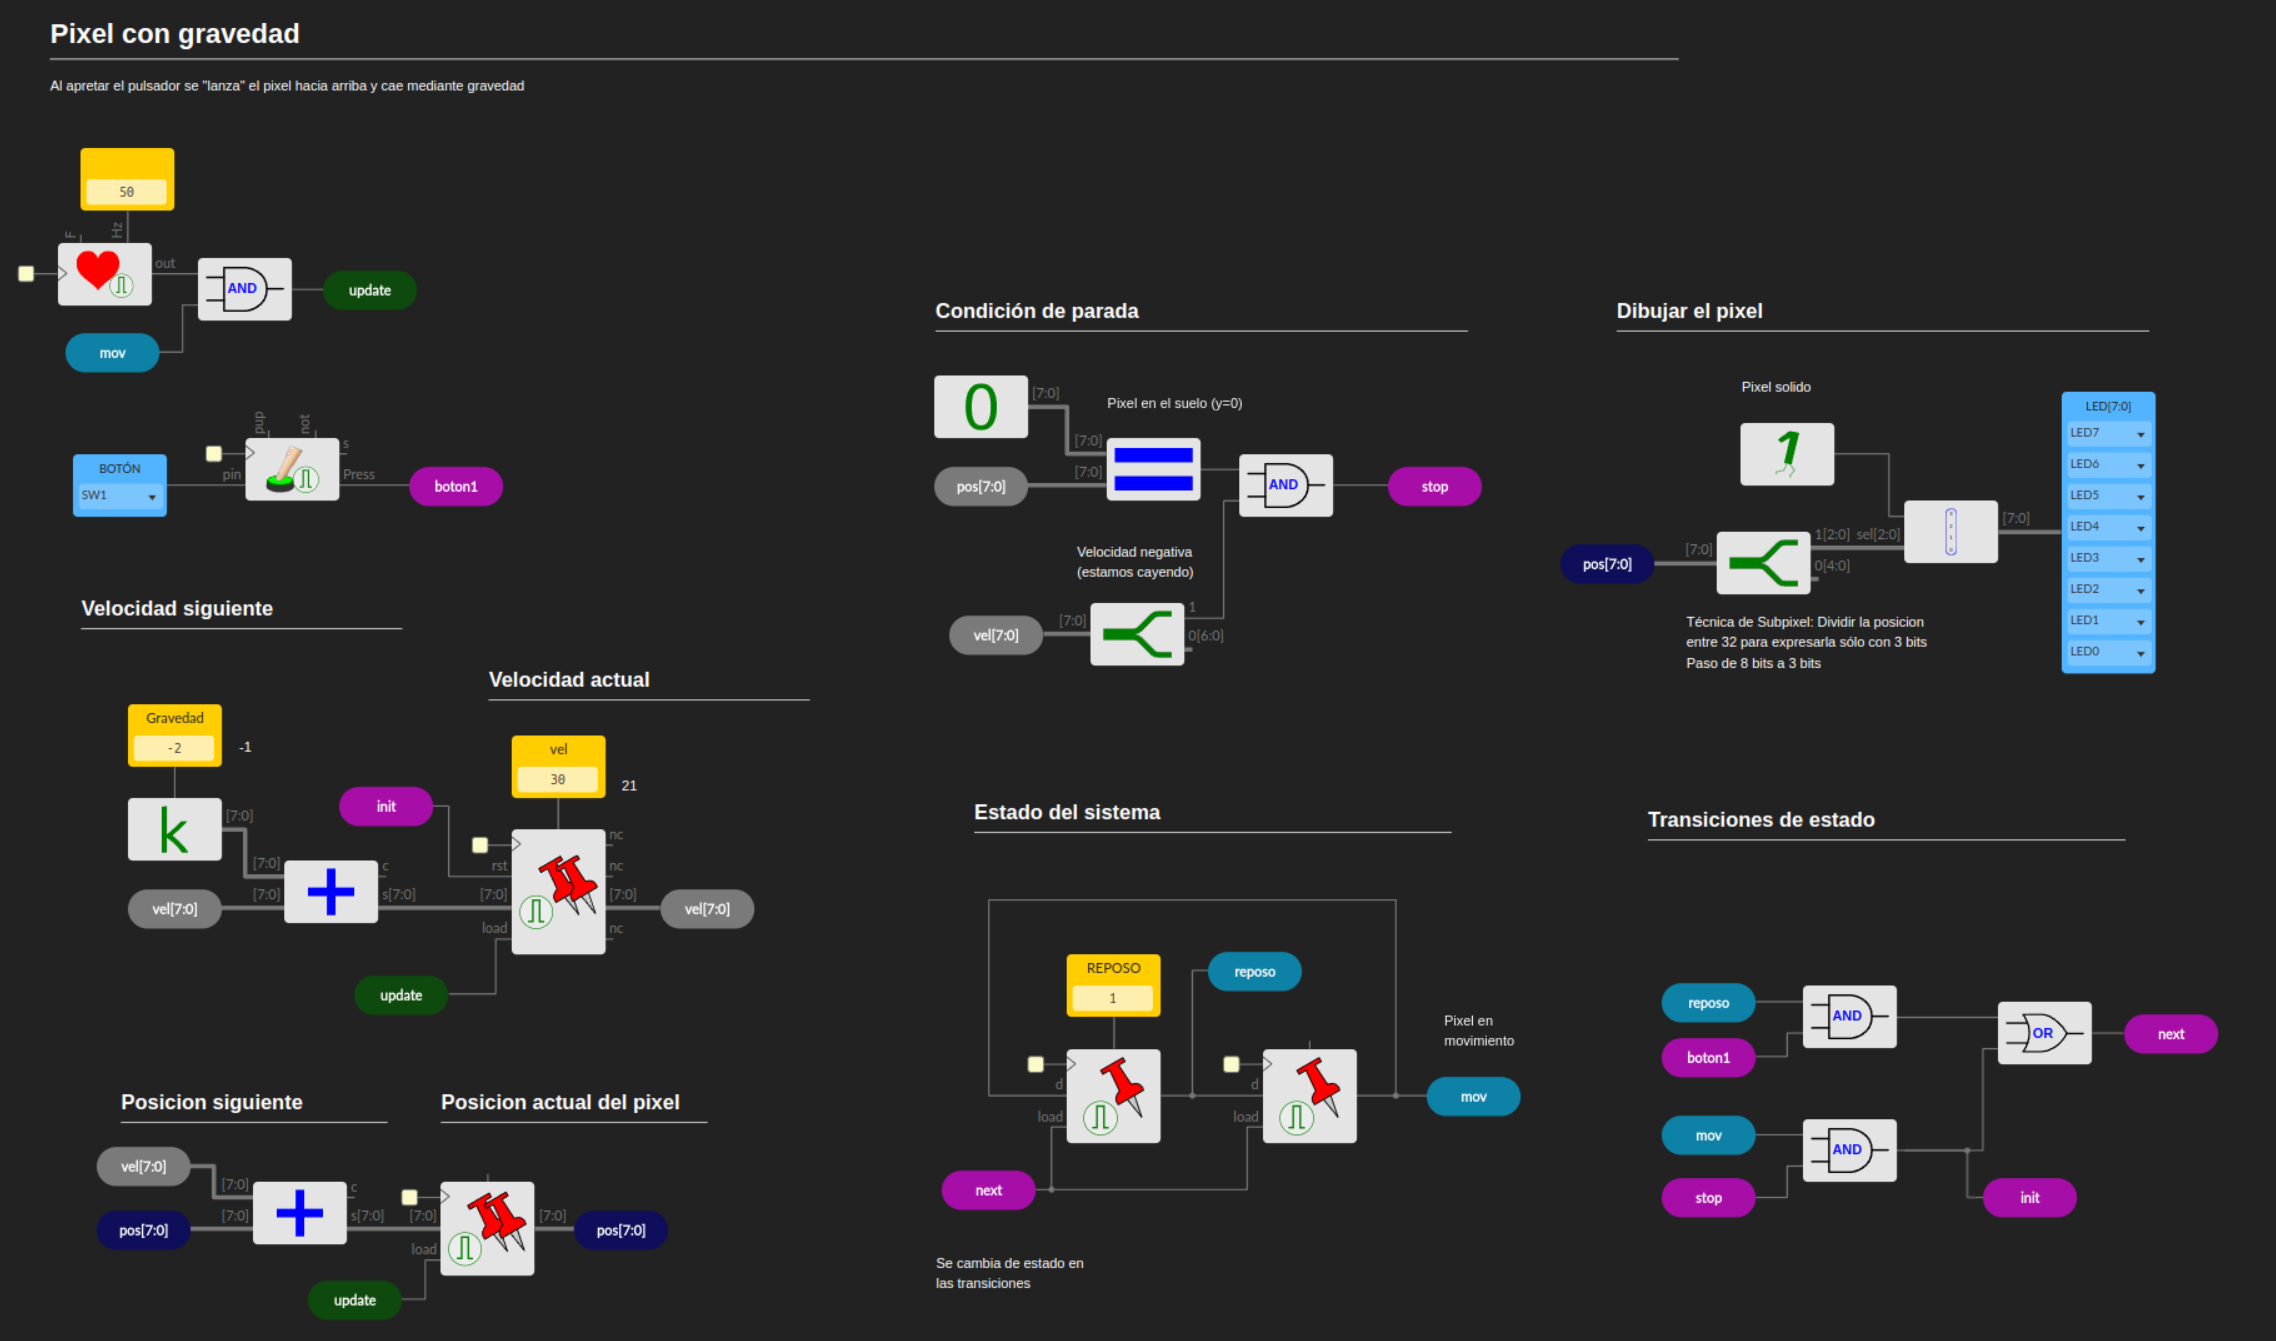 Pixel con gravedad
Al apretar el pulsador se "lanza" el pixel hacia arriba y cae mediante gravedad
50
F
Hz
out
AND
update
mov
pup
not
BOTÓN
SW1
pin
s
Press
boton1
Velocidad siguiente
Velocidad actual
Gravedad
-2
-1
k
[7:0]
[7:0]
vel[7:0]
[7:0]
c
s[7:0]
init
vel
30
21
rst
[7:0]
load
nc
nc
[7:0]
nc
vel[7:0]
update
Posicion siguiente
Posicion actual del pixel
vel[7:0]
[7:0]
pos[7:0]
[7:0]
c
s[7:0]
[7:0]
load
[7:0]
pos[7:0]
update
Condición de parada
0
[7:0]
Pixel en el suelo (y=0)
[7:0]
pos[7:0]
[7:0]
AND
stop
Velocidad negativa
(estamos cayendo)
vel[7:0]
[7:0]
1
0[6:0]
Dibujar el pixel
Pixel solido
1
pos[7:0]
[7:0]
1[2:0]
0[4:0]
sel[2:0]
3
2
1
0
[7:0]
LED[7:0]
LED7
LED6
LED5
LED4
LED3
LED2
LED1
LED0
Técnica de Subpixel: Dividir la posicion
entre 32 para expresarla sólo con 3 bits
Paso de 8 bits a 3 bits
Estado del sistema
REPOSO
1
reposo
d
load
d
load
Pixel en
movimiento
mov
next
Se cambia de estado en
las transiciones
Transiciones de estado
reposo
boton1
AND
OR
next
mov
stop
AND
init